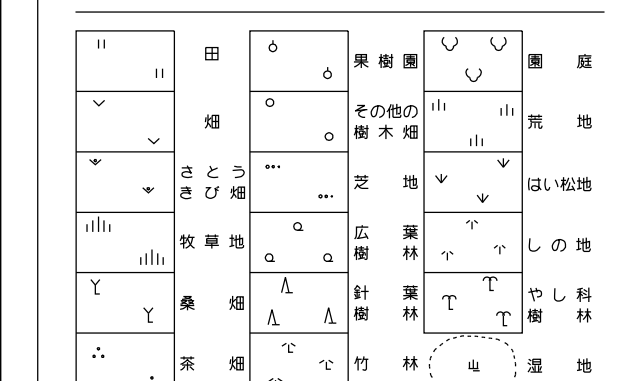 田
果樹園
園庭
畑
その他の
樹木畑
荒地
さとう
きび畑
芝地
はい松地
牧草地
広葉
樹林
しの地
桑畑
針葉
樹林
やし科
樹林
茶畑
竹林
湿地